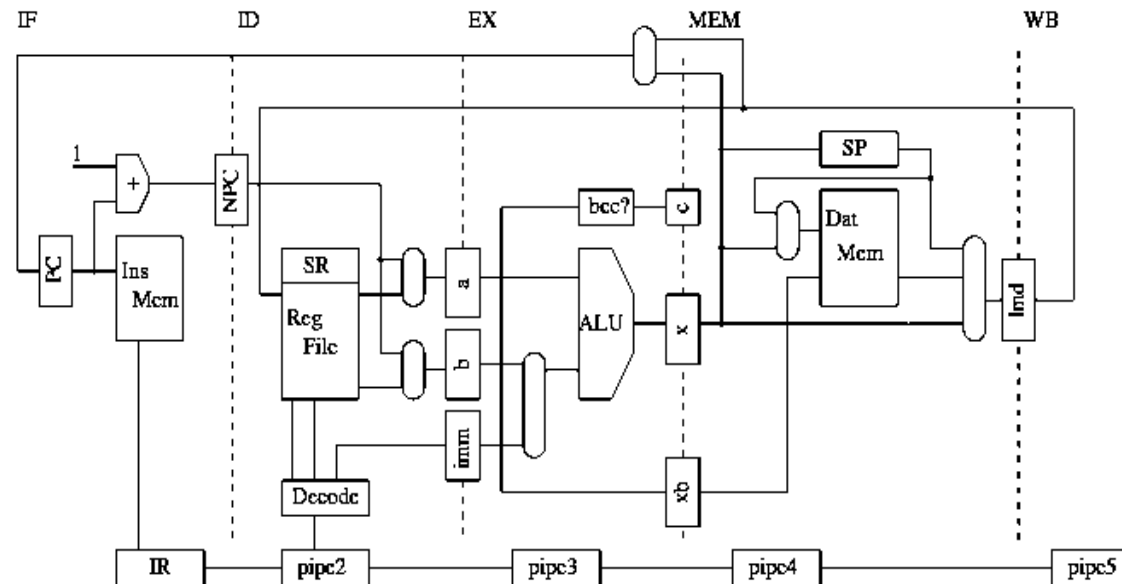 IF ID EX MEM WB
1
+
NPC
SP
bcc?
c
PC
Ins
Mem
SR
Reg
File
a
b
imm
ALU
x
xb
Dat
Mem
lmd
Decode
IR pipe2 pipe3 pipe4 pipe5